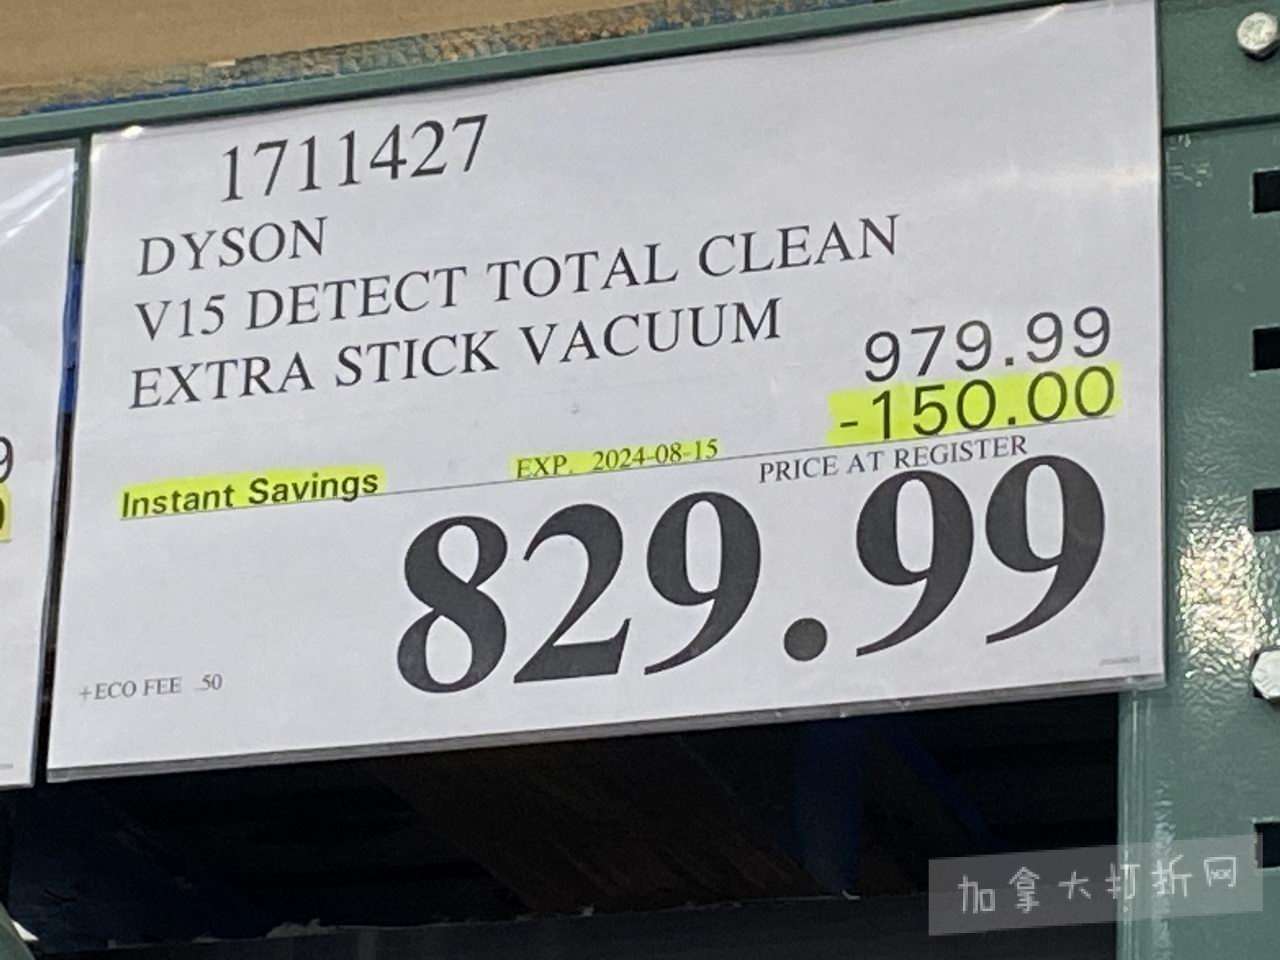 1711427
DYSON
V15 DETECT TOTAL CLEAN
EXTRA STICK VACUUM
979.99
-150.00
Instant Savings EXP. 2024-08-15
PRICE AT REGISTER
829.99
+ECO FEE .50
加拿大打折网